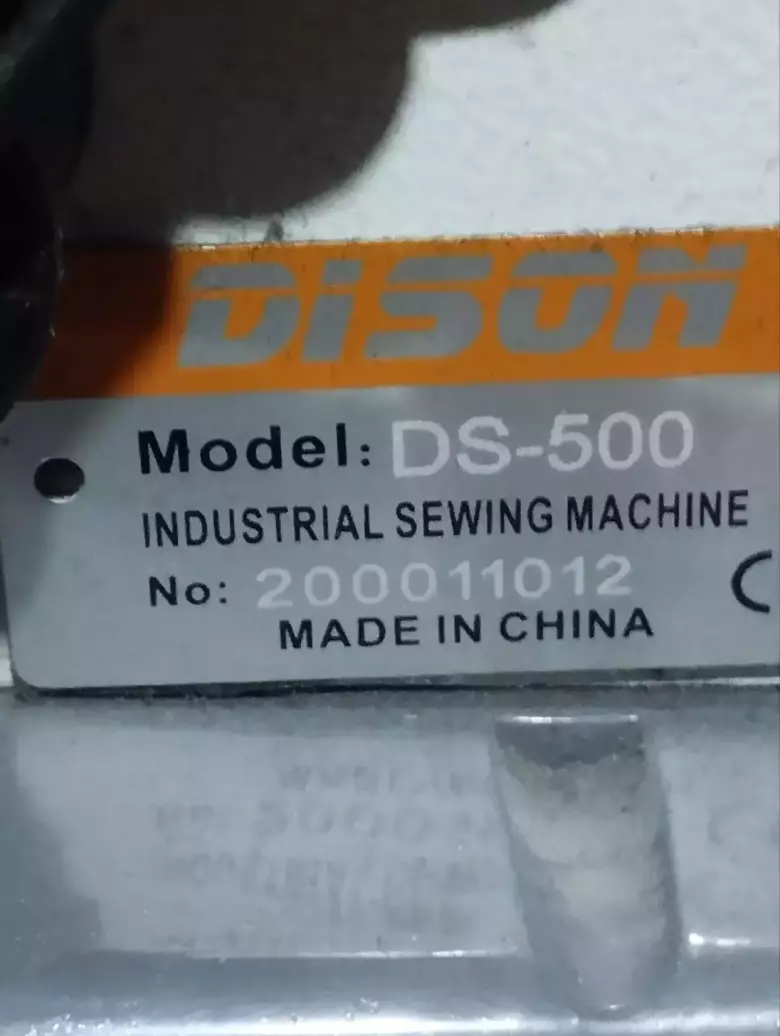 DiSON
Model: DS-500
INDUSTRIAL SEWING MACHINE
No: 200011012
MADE IN CHINA